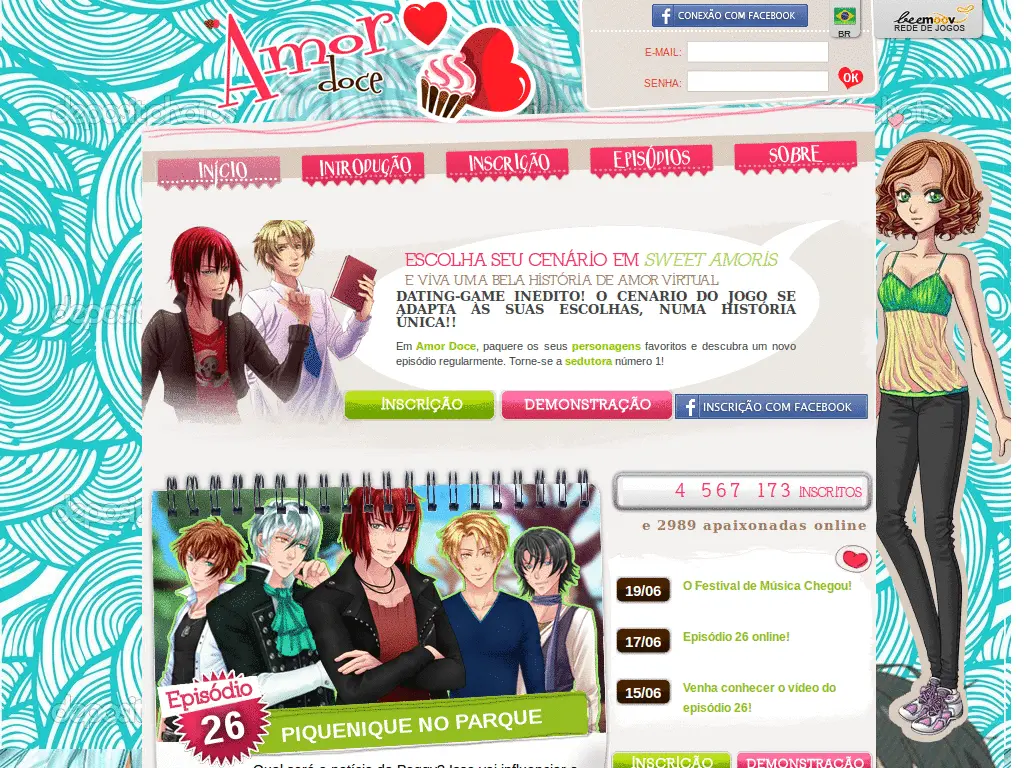 Amor doce
CONEXÃO COM FACEBOOK
BR
beemoov
REDE DE JOGOS
E-MAIL:
SENHA:
OK
depositphotos
INÍCIO
INTRODUÇÃO
INSCRIÇÃO
EPISÓDIOS
SOBRE
ESCOLHA SEU CENÁRIO EM SWEET AMORIS
E VIVA UMA BELA HISTÓRIA DE AMOR VIRTUAL
DATING-GAME INEDITO! O CENARIO DO JOGO SE
ADAPTA ÀS SUAS ESCOLHAS, NUMA HISTÓRIA
ÚNICA!!
Em Amor Doce, paquere os seus personagens favoritos e descubra um novo
episódio regularmente. Torne-se a sedutora número 1!
INSCRIÇÃO
DEMONSTRAÇÃO
INSCRIÇÃO COM FACEBOOK
4 567 173 INSCRITOS
e 2989 apaixonadas online
19/06 O Festival de Música Chegou!
17/06 Episódio 26 online!
15/06 Venha conhecer o vídeo do
episódio 26!
Episódio
26
PIQUENIQUE NO PARQUE
INSCRIÇÃO
DEMONSTRAÇÃO